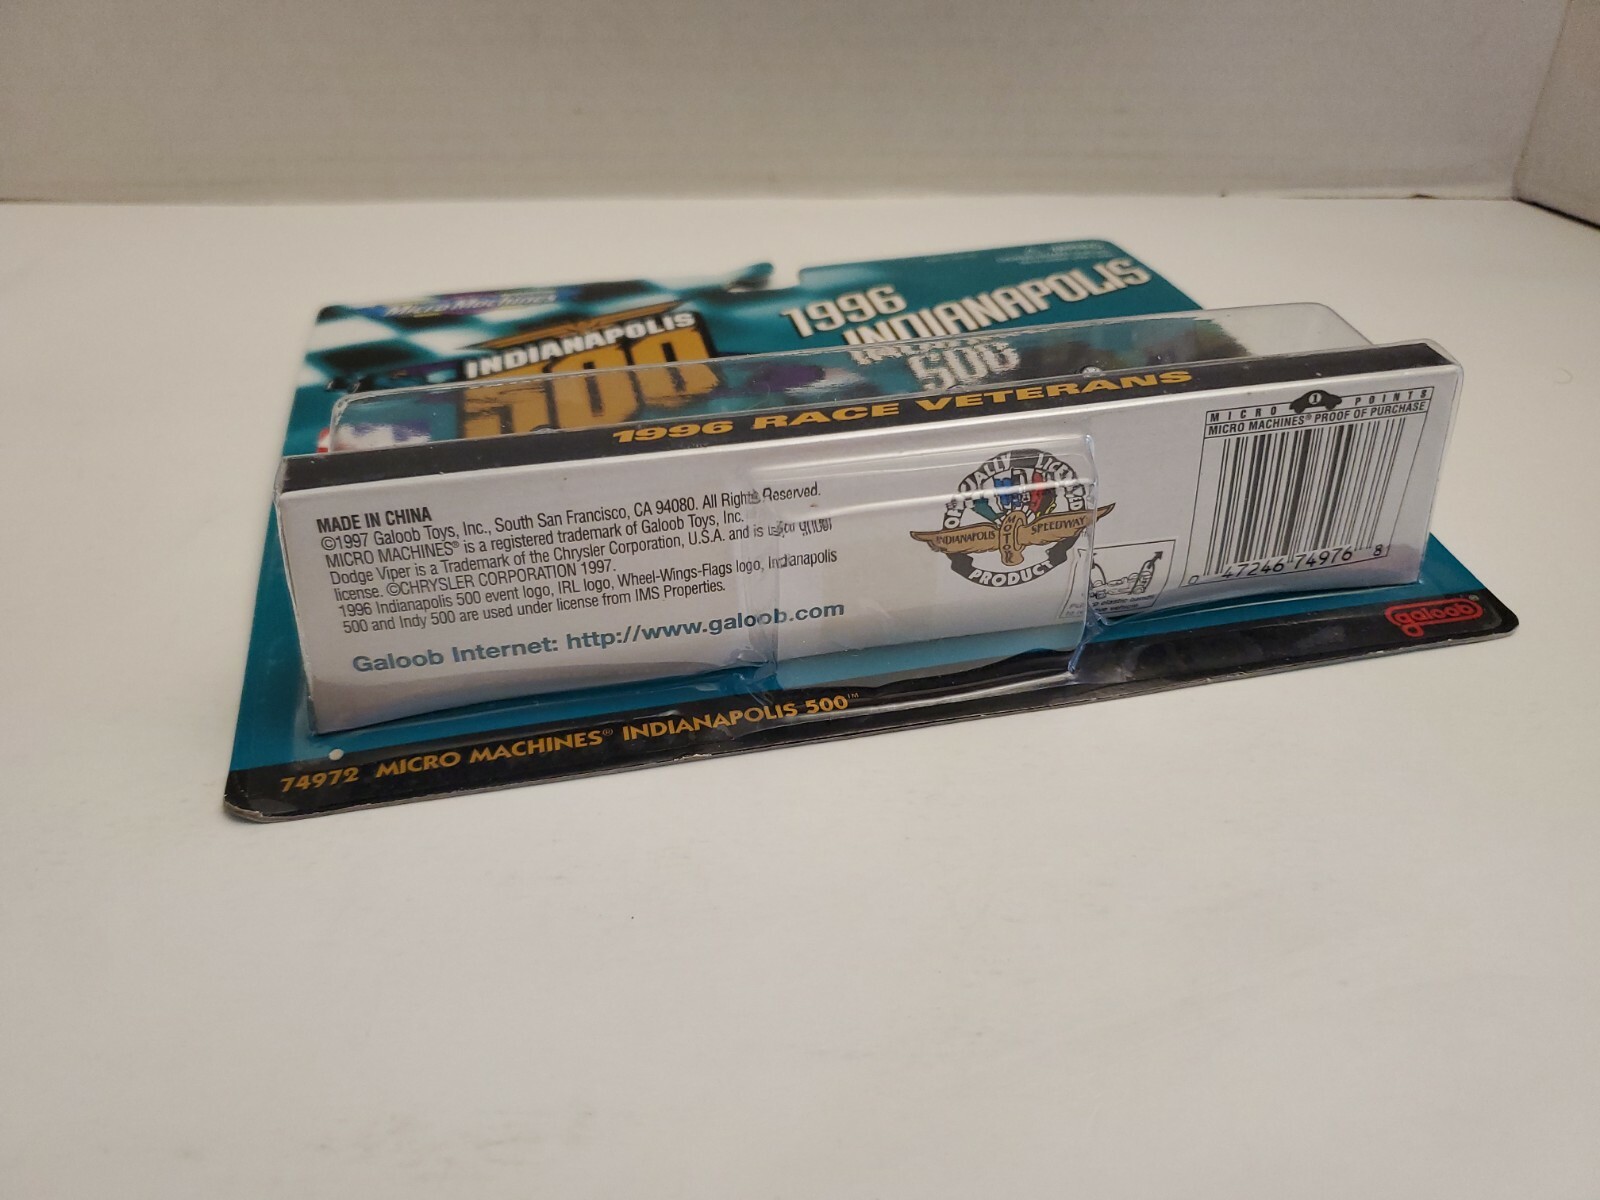 Micro Machines
INDIANAPOLIS
500
1996
INDIANAPOLIS
500
1996 RACE VETERANS
MADE IN CHINA
©1997 Galoob Toys, Inc., South San Francisco, CA 94080. All Rights Reserved.
MICRO MACHINES® is a registered trademark of Galoob Toys, Inc.
Dodge Viper is a Trademark of the Chrysler Corporation, U.S.A. and is used under
license. ©CHRYSLER CORPORATION 1997.
1996 Indianapolis 500 event logo, IRL logo, Wheel-Wings-Flags logo, Indianapolis
500 and Indy 500 are used under license from IMS Properties.
Galoob Internet: http://www.galoob.com
OFFICIALLY LICENSED
INDIANAPOLIS MOTOR SPEEDWAY
PRODUCT
MICRO 1 POINTS
MICRO MACHINES® PROOF OF PURCHASE
0 47246 74976 8
galoob®
74972 MICRO MACHINES® INDIANAPOLIS 500™